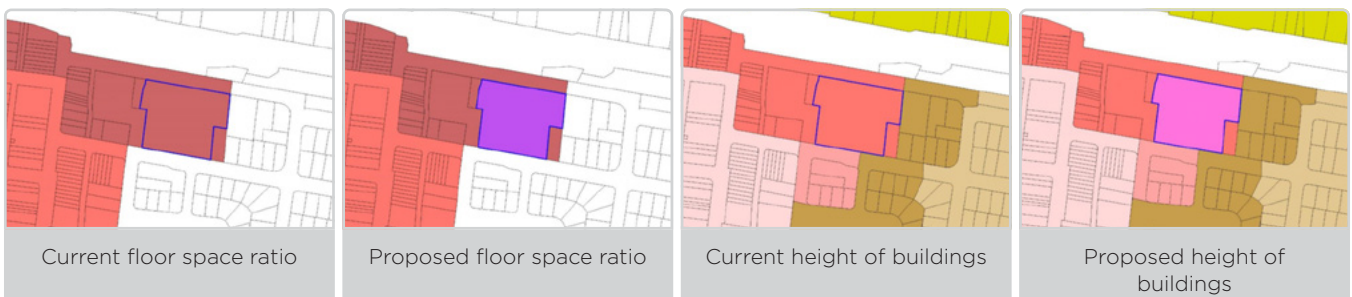 Current floor space ratio
Proposed floor space ratio
Current height of buildings
Proposed height of
buildings